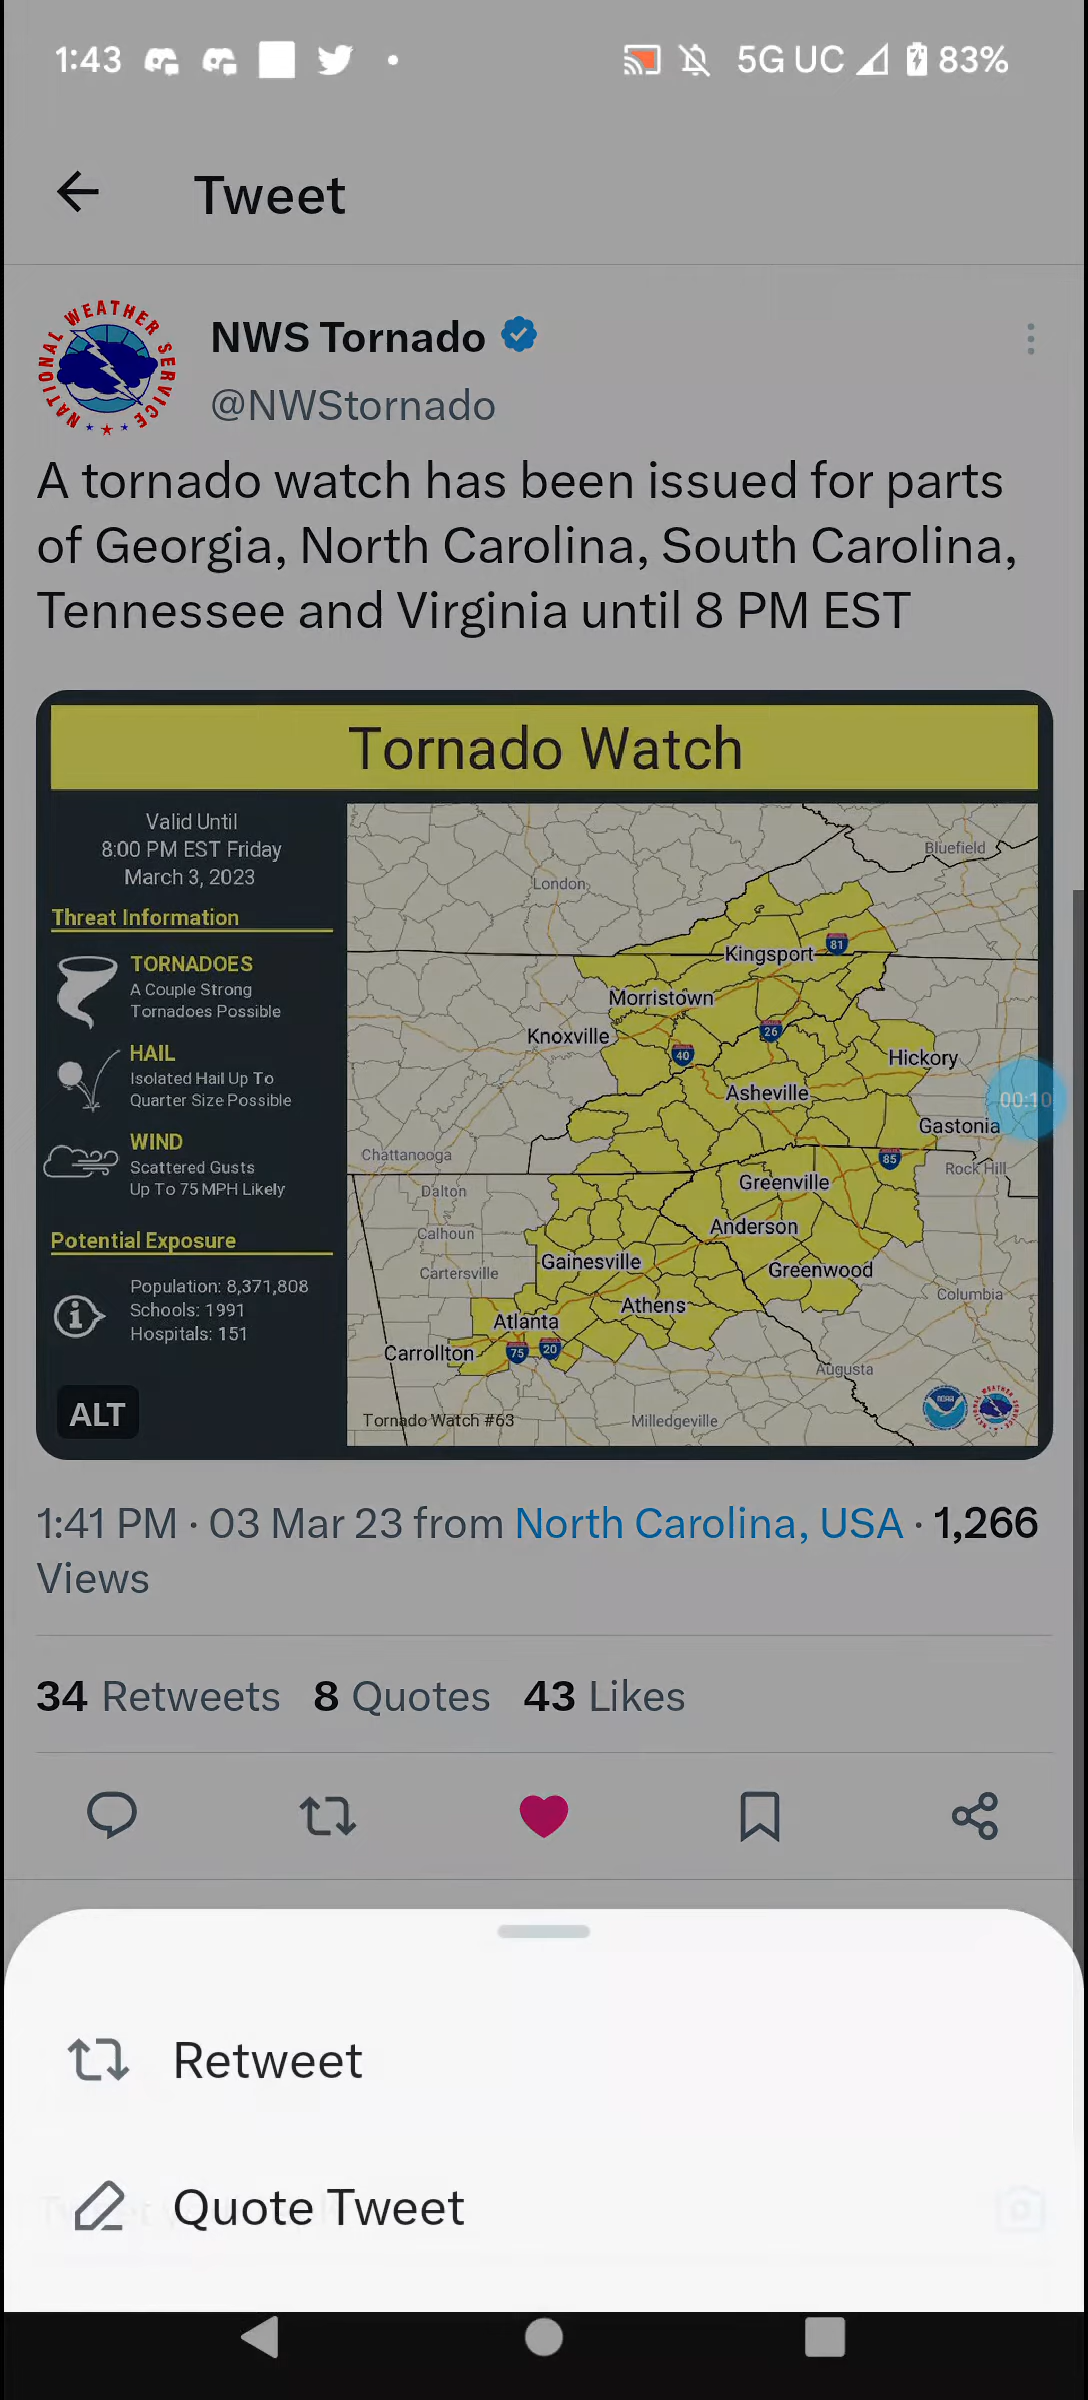 1:43
5G UC
83%
Tweet
NATIONAL WEATHER SERVICE
NWS Tornado
@NWStornado
A tornado watch has been issued for parts
of Georgia, North Carolina, South Carolina,
Tennessee and Virginia until 8 PM EST
Tornado Watch
Valid Until
8:00 PM EST Friday
March 3, 2023
Threat Information
TORNADOES
A Couple Strong
Tornadoes Possible
HAIL
Isolated Hail Up To
Quarter Size Possible
WIND
Scattered Gusts
Up To 75 MPH Likely
Potential Exposure
Population: 8,371,808
Schools: 1991
Hospitals: 151
ALT
Bluefield
London
Kingsport
81
Morristown
Knoxville
26
40
Hickory
Asheville
00:10
Gastonia
Chattanooga
85
Rock Hill
Dalton
Greenville
Calhoun
Anderson
Gainesville
Cartersville
Greenwood
Columbia
Athens
Atlanta
Carrollton
75
20
Augusta
Tornado Watch #63
Milledgeville
1:41 PM · 03 Mar 23 from North Carolina, USA · 1,266
Views
34 Retweets 8 Quotes 43 Likes
Retweet
Quote Tweet